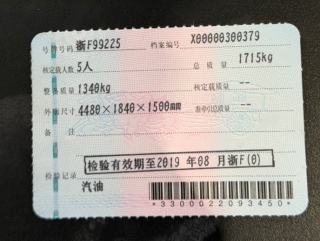 号牌号码 浙F99225 档案编号 X00000300379
核定载人数 5人 总质量 1715kg
整备质量 1340kg 核定载质量 --
外廓尺寸 4480×1840×1500mm 准牵引总质量 --
备注
检验有效期至2019 年 08 月浙F(0)
检验记录
汽油
*3300022093450*